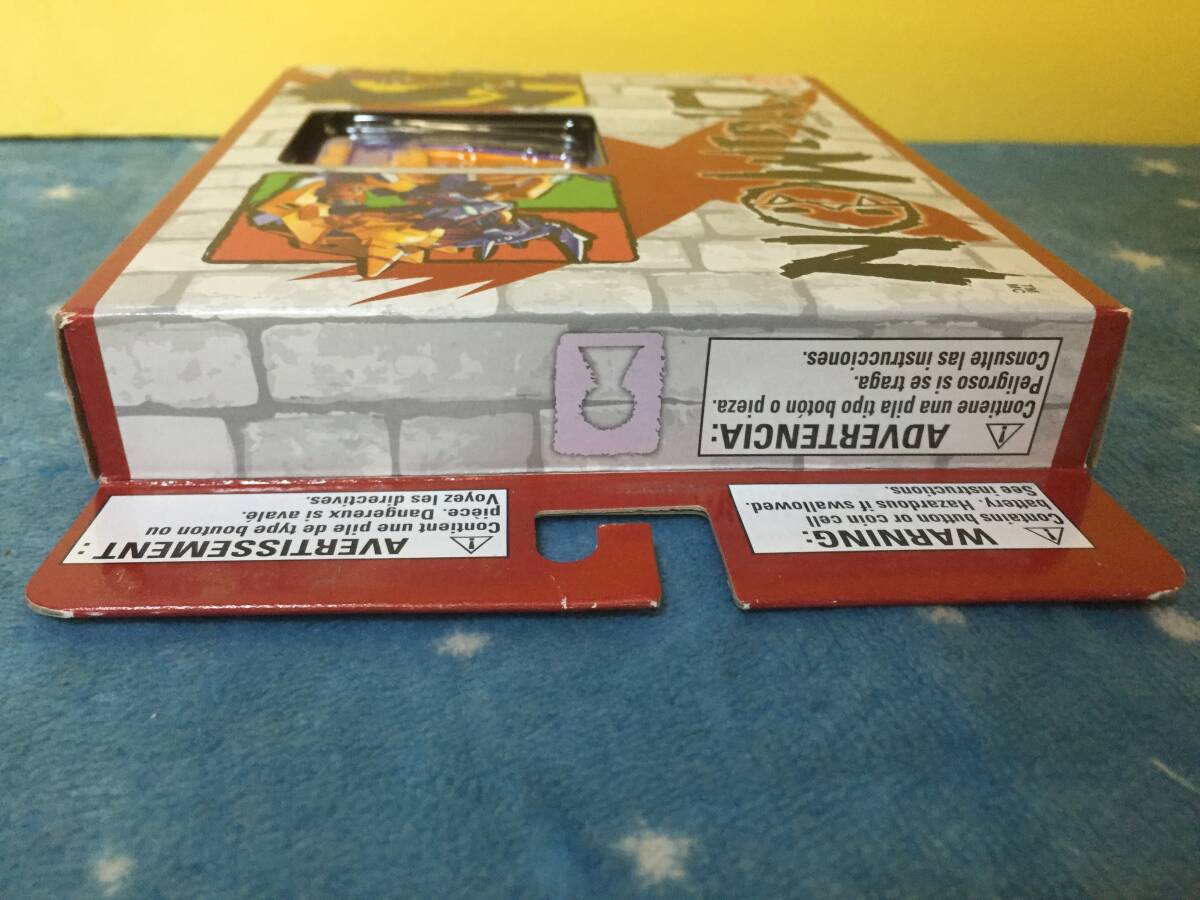 WARNING:
Contains button or coin cell
battery. Hazardous if swallowed.
See instructions.
AVERTISSEMENT :
Contient une pile de type bouton ou
pièce. Dangereux si avalé.
Voyez les directives.
ADVERTENCIA:
Contiene una pila tipo botón o pieza.
Peligroso si se traga.
Consulte las instrucciones.
DIGIMON